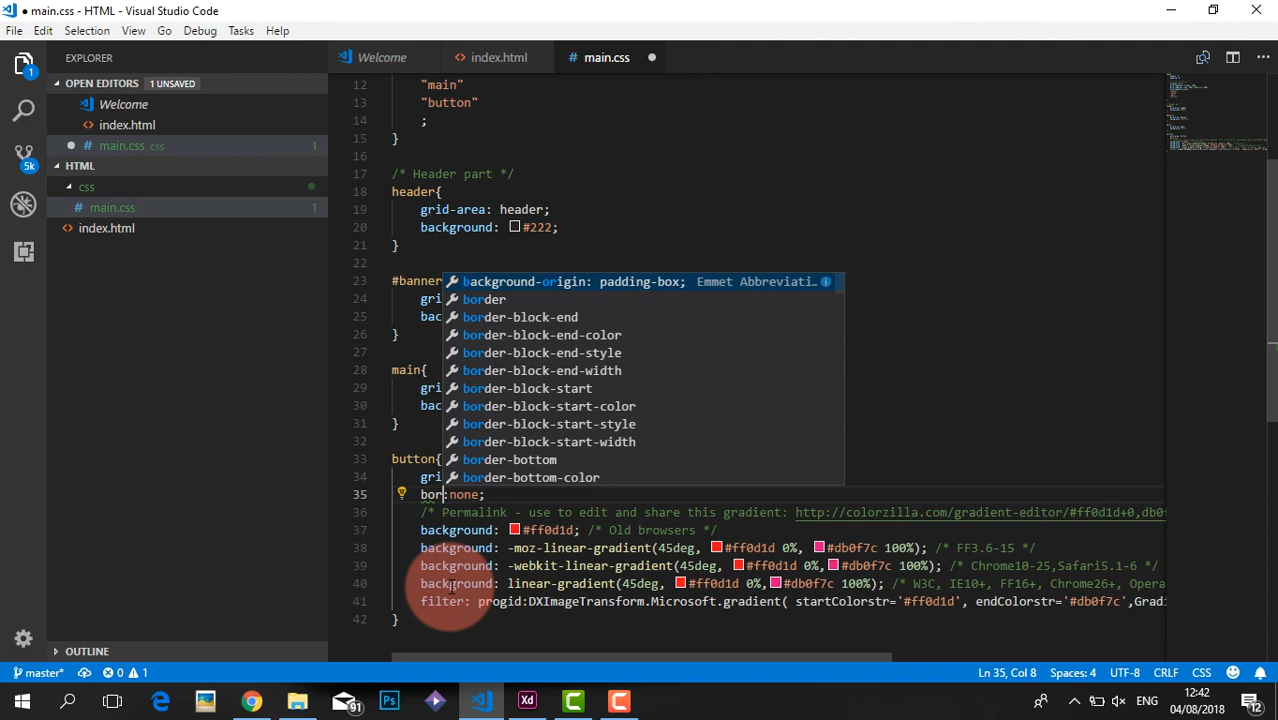 main.css - HTML - Visual Studio Code
File Edit Selection View Go Debug Tasks Help
EXPLORER
OPEN EDITORS 1 UNSAVED
Welcome
index.html
main.css css 1
HTML
css
main.css 1
index.html
OUTLINE
Welcome index.html main.css
12 "main"
13 "button"
14 ;
15 }
16
17 /* Header part */
18 header{
19 grid-area: header;
20 background: #222;
21 }
22
23 #banner
24 gri
25 bac
26 }
27
28 main{
29 gri
30 bac
31 }
32
33 button{
34 gri
35 bor:none;
36 /* Permalink - use to edit and share this gradient: http://colorzilla.com/gradient-editor/#ff0d1d+0,db0f
37 background: #ff0d1d; /* Old browsers */
38 background: -moz-linear-gradient(45deg, #ff0d1d 0%, #db0f7c 100%); /* FF3.6-15 */
39 background: -webkit-linear-gradient(45deg, #ff0d1d 0%, #db0f7c 100%); /* Chrome10-25,Safari5.1-6 */
40 background: linear-gradient(45deg, #ff0d1d 0%, #db0f7c 100%); /* W3C, IE10+, FF16+, Chrome26+, Opera
41 filter: progid:DXImageTransform.Microsoft.gradient( startColorstr='#ff0d1d', endColorstr='#db0f7c',Gradi
42 }
background-origin: padding-box; Emmet Abbreviati...
border
border-block-end
border-block-end-color
border-block-end-style
border-block-end-width
border-block-start
border-block-start-color
border-block-start-style
border-block-start-width
border-bottom
border-bottom-color
1
5k
master* 0 1 Ln 35, Col 8 Spaces: 4 UTF-8 CRLF CSS
91 Ps Xd ENG 12:42
04/08/2018 12